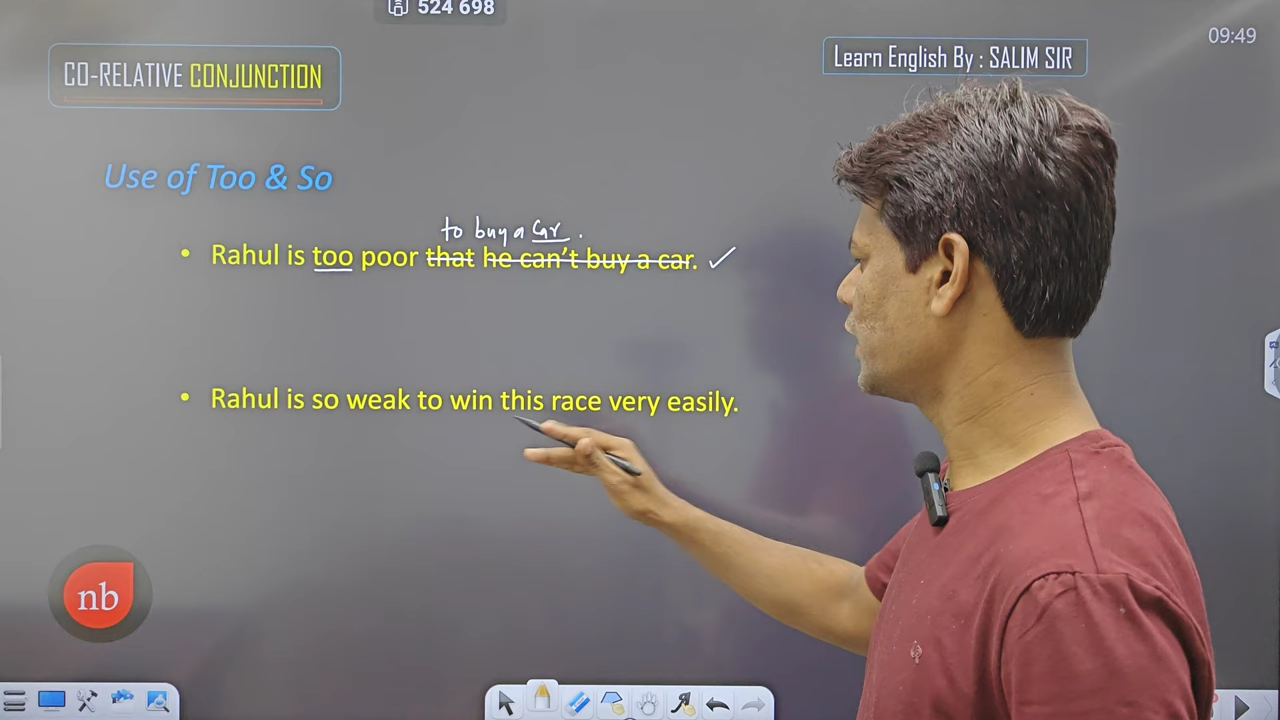 524 698
09:49
CO-RELATIVE CONJUNCTION
Learn English By : SALIM SIR
Use of Too & So
to buy a car.
• Rahul is too poor that he can't buy a car. ✓
• Rahul is so weak to win this race very easily.
nb